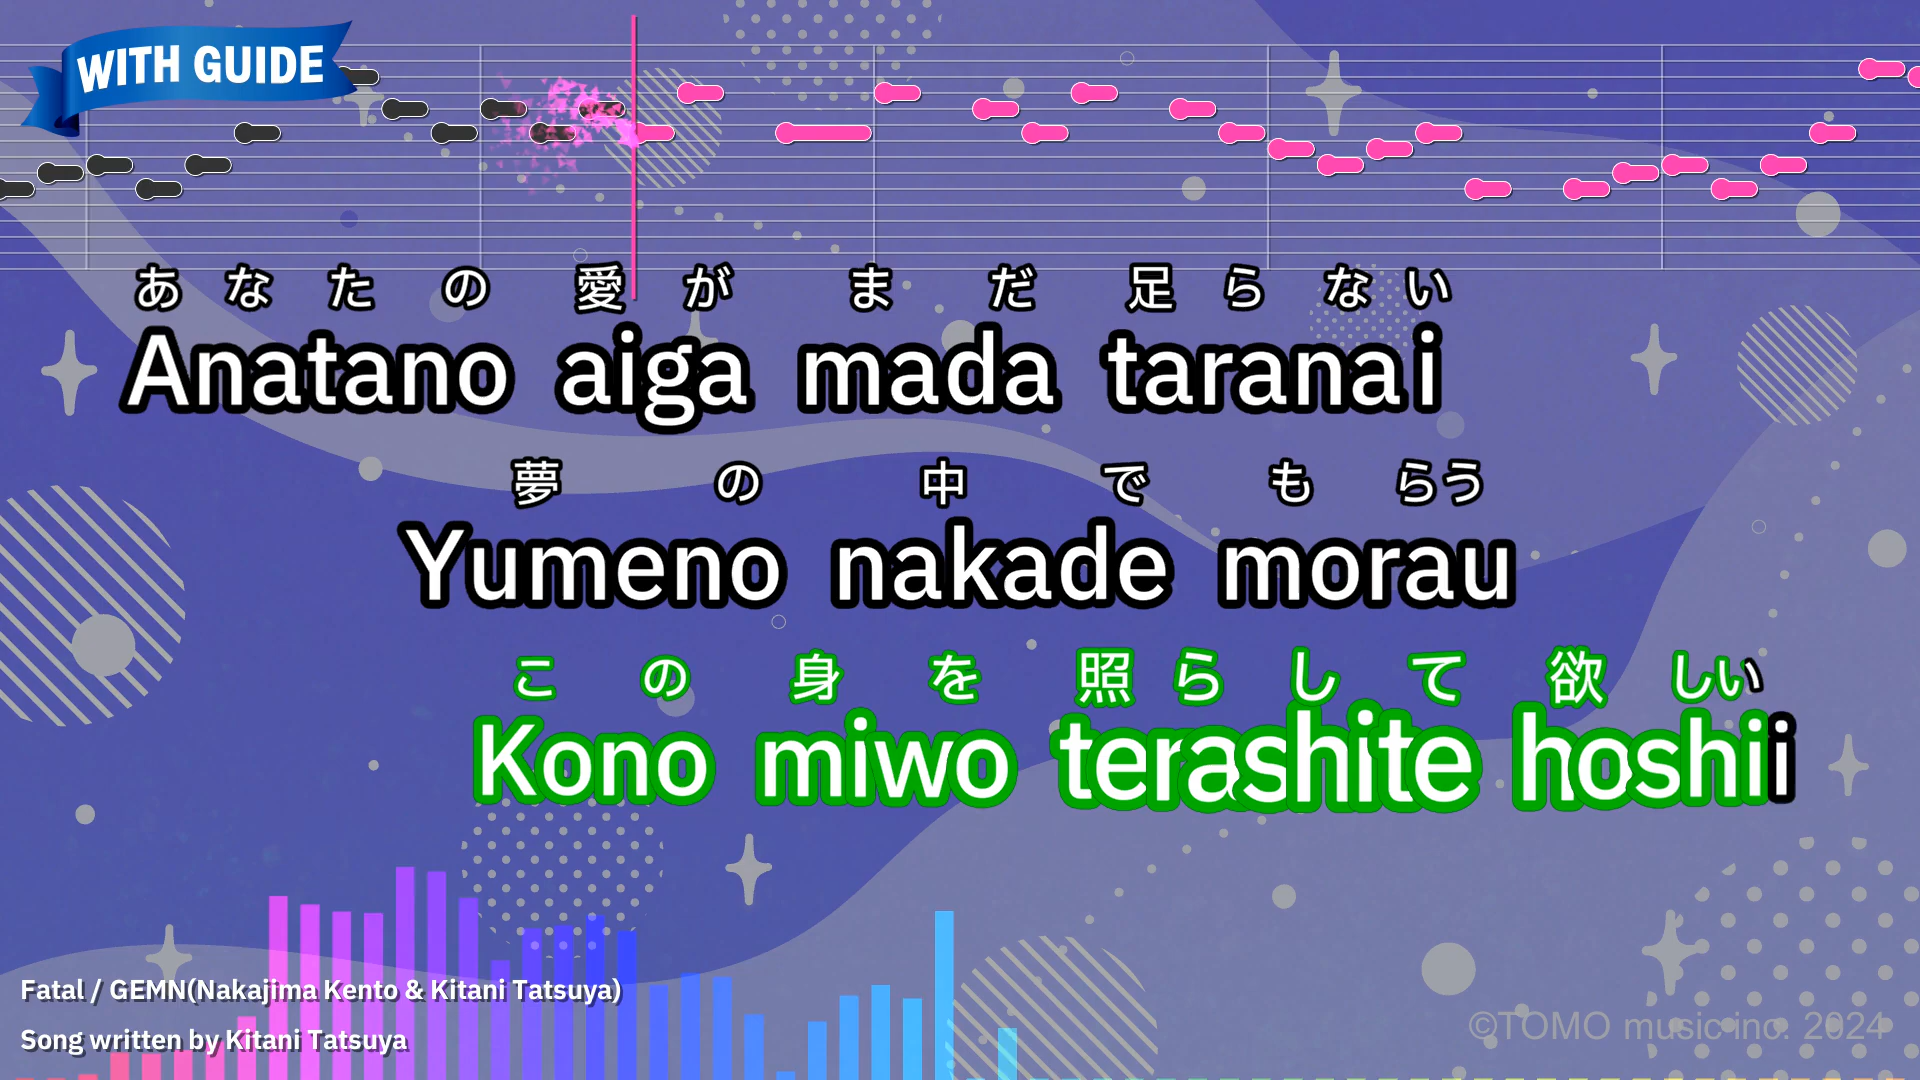 WITH GUIDE
あなたの愛がまだ足らない
Anatano aiga mada taranai
夢の中でもらう
Yumeno nakade morau
この身を照らして欲しい
Kono miwo terashite hoshii
Fatal / GEMN(Nakajima Kento & Kitani Tatsuya)
Song written by Kitani Tatsuya
©TOMO music inc. 2024